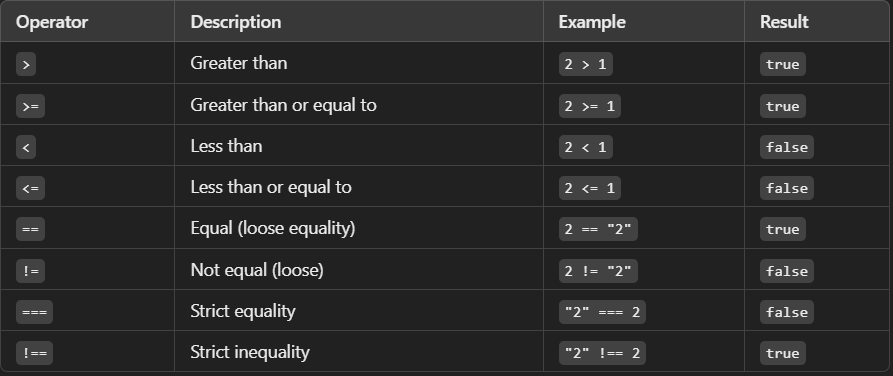 Operator Description Example Result
> Greater than 2 > 1 true
>= Greater than or equal to 2 >= 1 true
< Less than 2 < 1 false
<= Less than or equal to 2 <= 1 false
== Equal (loose equality) 2 == "2" true
!= Not equal (loose) 2 != "2" false
=== Strict equality "2" === 2 false
!== Strict inequality "2" !== 2 true